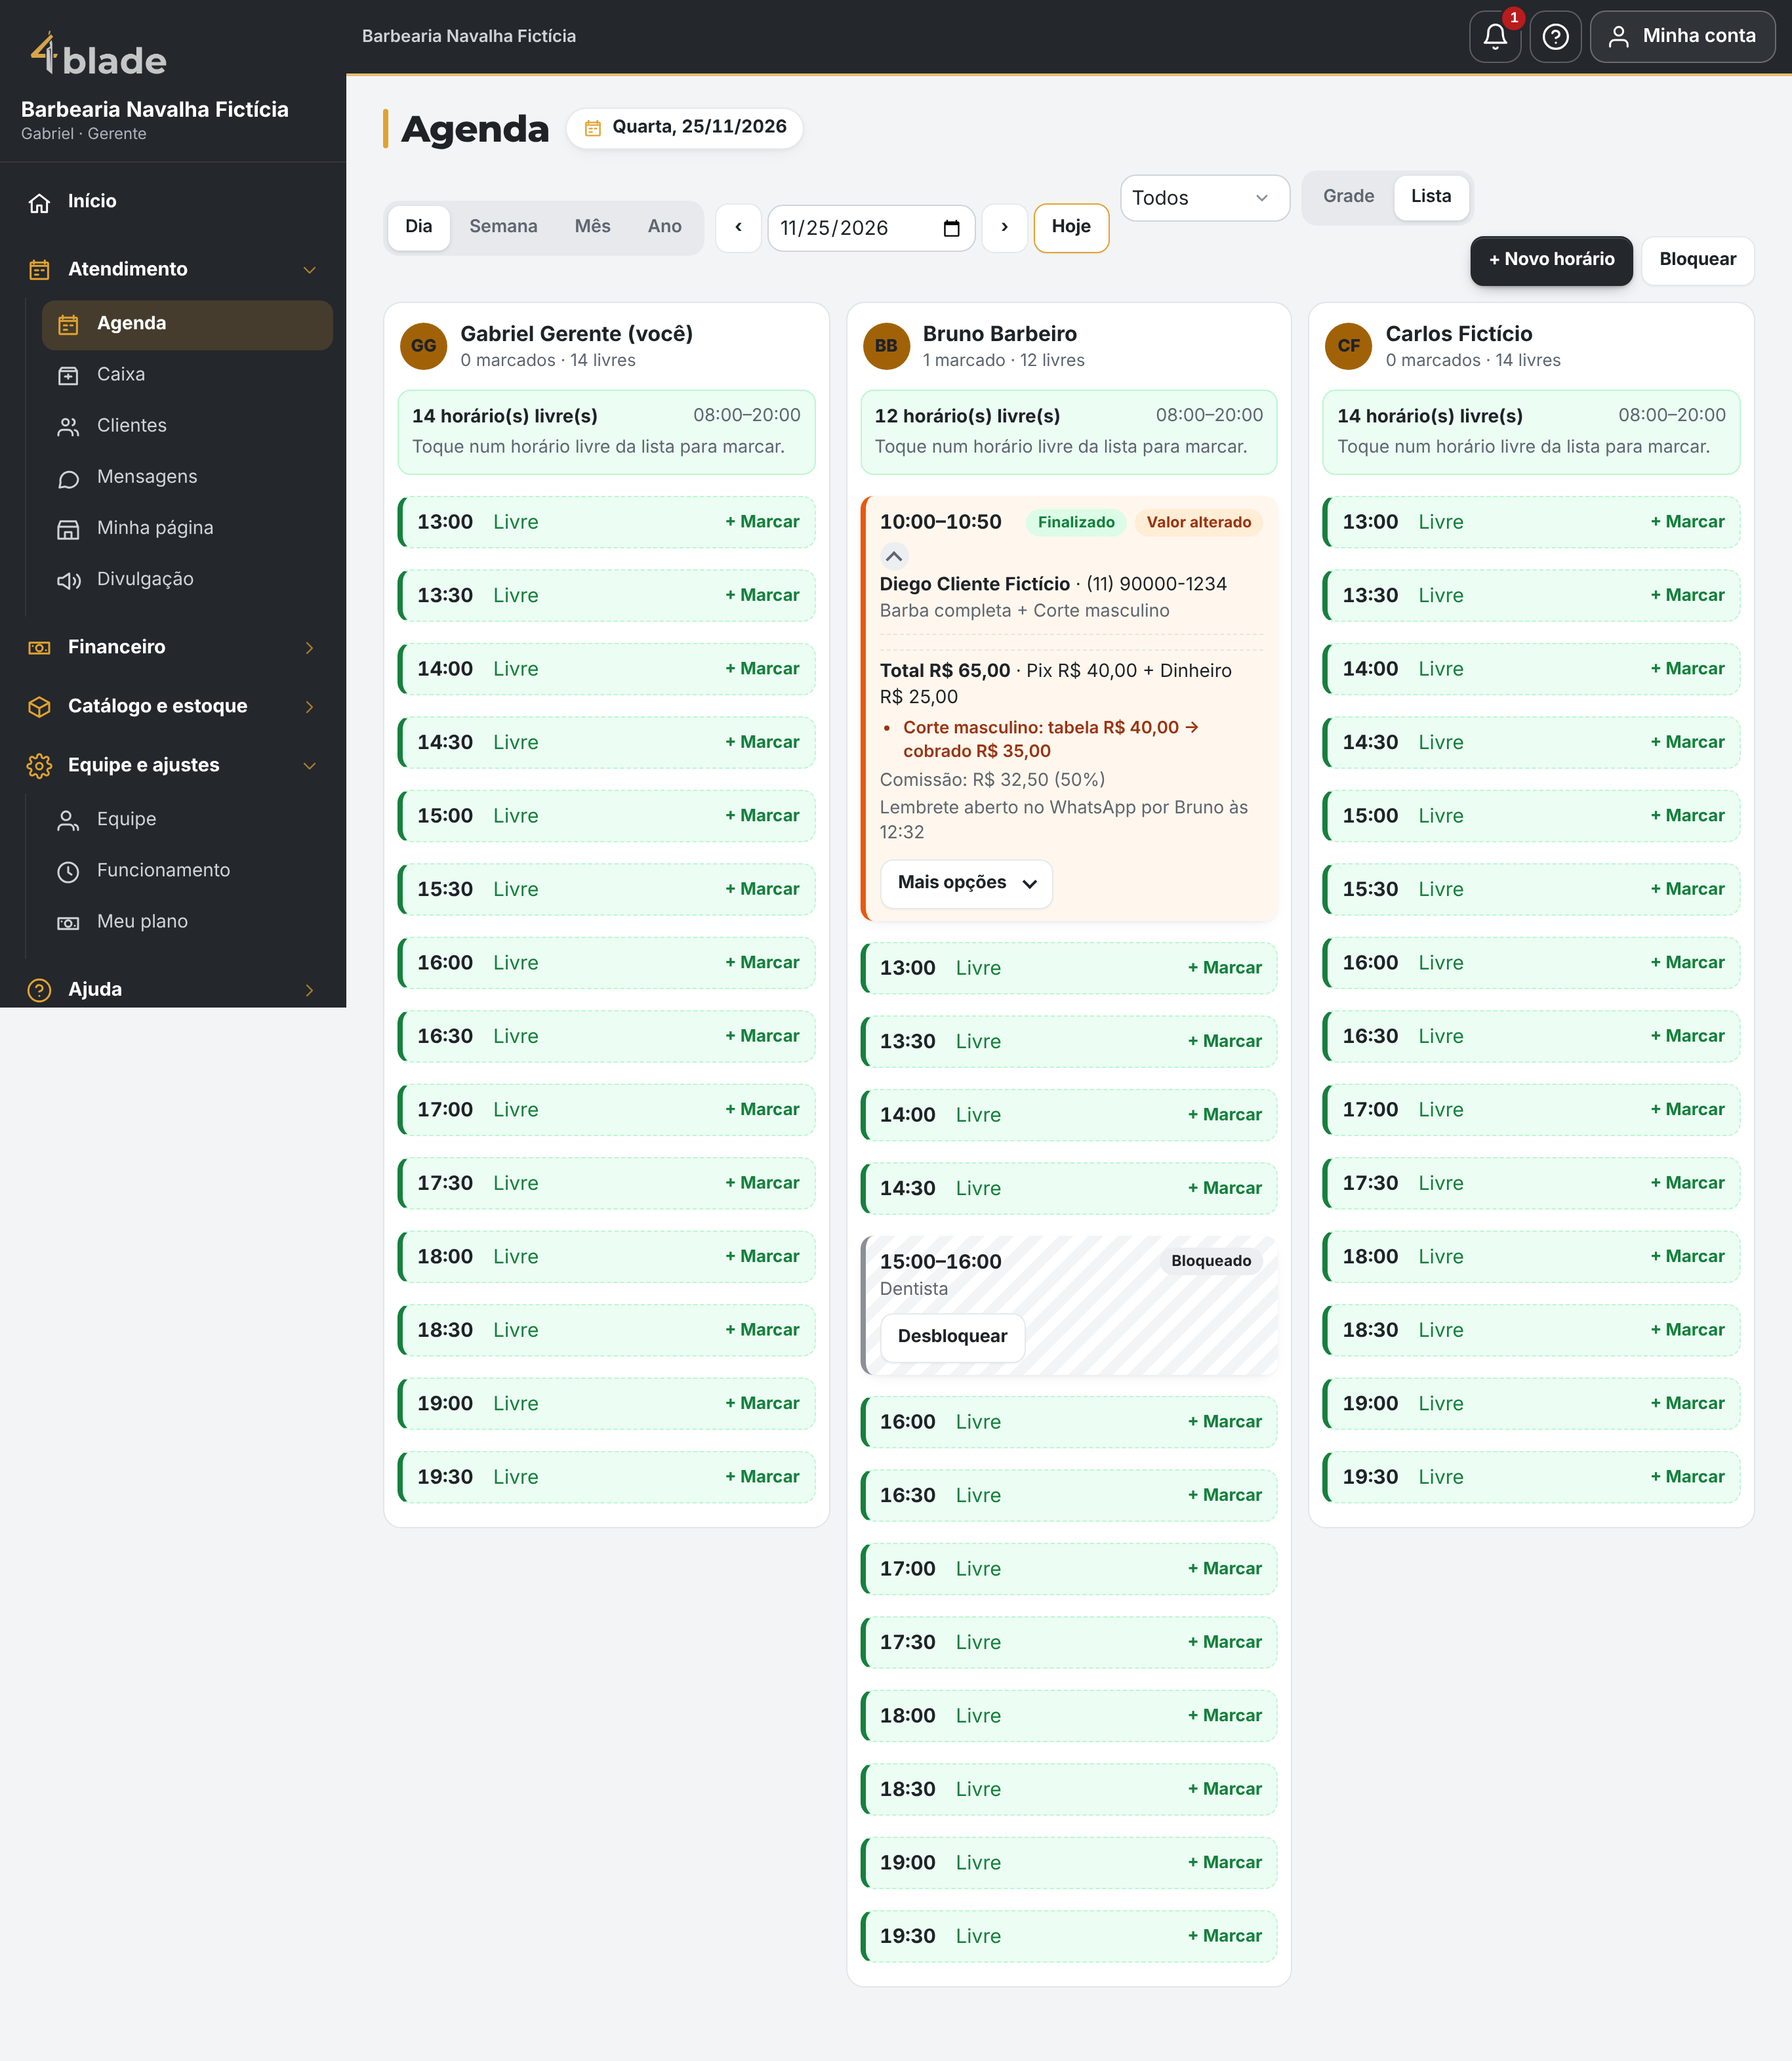 4blade
Barbearia Navalha Fictícia
Gabriel · Gerente
Início
Atendimento
Agenda
Caixa
Clientes
Mensagens
Minha página
Divulgação
Financeiro
Catálogo e estoque
Equipe e ajustes
Equipe
Funcionamento
Meu plano
Ajuda
Barbearia Navalha Fictícia
1
Minha conta
Agenda
Quarta, 25/11/2026
Dia Semana Mês Ano
‹
11/25/2026
›
Hoje
Todos
Grade Lista
+ Novo horário
Bloquear
GG
Gabriel Gerente (você)
0 marcados · 14 livres
14 horário(s) livre(s) 08:00–20:00
Toque num horário livre da lista para marcar.
13:00 Livre + Marcar
13:30 Livre + Marcar
14:00 Livre + Marcar
14:30 Livre + Marcar
15:00 Livre + Marcar
15:30 Livre + Marcar
16:00 Livre + Marcar
16:30 Livre + Marcar
17:00 Livre + Marcar
17:30 Livre + Marcar
18:00 Livre + Marcar
18:30 Livre + Marcar
19:00 Livre + Marcar
19:30 Livre + Marcar
BB
Bruno Barbeiro
1 marcado · 12 livres
12 horário(s) livre(s) 08:00–20:00
Toque num horário livre da lista para marcar.
10:00–10:50 Finalizado Valor alterado
Diego Cliente Fictício · (11) 90000-1234
Barba completa + Corte masculino
Total R$ 65,00 · Pix R$ 40,00 + Dinheiro
R$ 25,00
• Corte masculino: tabela R$ 40,00 →
cobrado R$ 35,00
Comissão: R$ 32,50 (50%)
Lembrete aberto no WhatsApp por Bruno às
12:32
Mais opções
13:00 Livre + Marcar
13:30 Livre + Marcar
14:00 Livre + Marcar
14:30 Livre + Marcar
15:00–16:00 Bloqueado
Dentista
Desbloquear
16:00 Livre + Marcar
16:30 Livre + Marcar
17:00 Livre + Marcar
17:30 Livre + Marcar
18:00 Livre + Marcar
18:30 Livre + Marcar
19:00 Livre + Marcar
19:30 Livre + Marcar
CF
Carlos Fictício
0 marcados · 14 livres
14 horário(s) livre(s) 08:00–20:00
Toque num horário livre da lista para marcar.
13:00 Livre + Marcar
13:30 Livre + Marcar
14:00 Livre + Marcar
14:30 Livre + Marcar
15:00 Livre + Marcar
15:30 Livre + Marcar
16:00 Livre + Marcar
16:30 Livre + Marcar
17:00 Livre + Marcar
17:30 Livre + Marcar
18:00 Livre + Marcar
18:30 Livre + Marcar
19:00 Livre + Marcar
19:30 Livre + Marcar